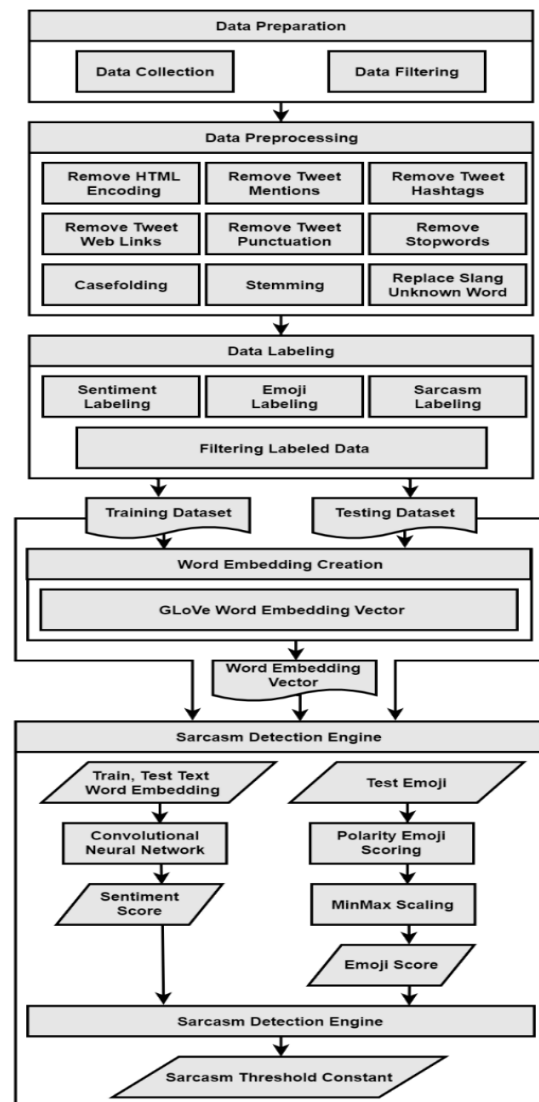 Data Preparation
Data Collection
Data Filtering
Data Preprocessing
Remove HTML
Encoding
Remove Tweet
Mentions
Remove Tweet
Hashtags
Remove Tweet
Web Links
Remove Tweet
Punctuation
Remove
Stopwords
Casefolding
Stemming
Replace Slang
Unknown Word
Data Labeling
Sentiment
Labeling
Emoji
Labeling
Sarcasm
Labeling
Filtering Labeled Data
Training Dataset
Testing Dataset
Word Embedding Creation
GLoVe Word Embedding Vector
Word Embedding
Vector
Sarcasm Detection Engine
Train, Test Text
Word Embedding
Test Emoji
Convolutional
Neural Network
Polarity Emoji
Scoring
Sentiment
Score
MinMax Scaling
Emoji Score
Sarcasm Detection Engine
Sarcasm Threshold Constant